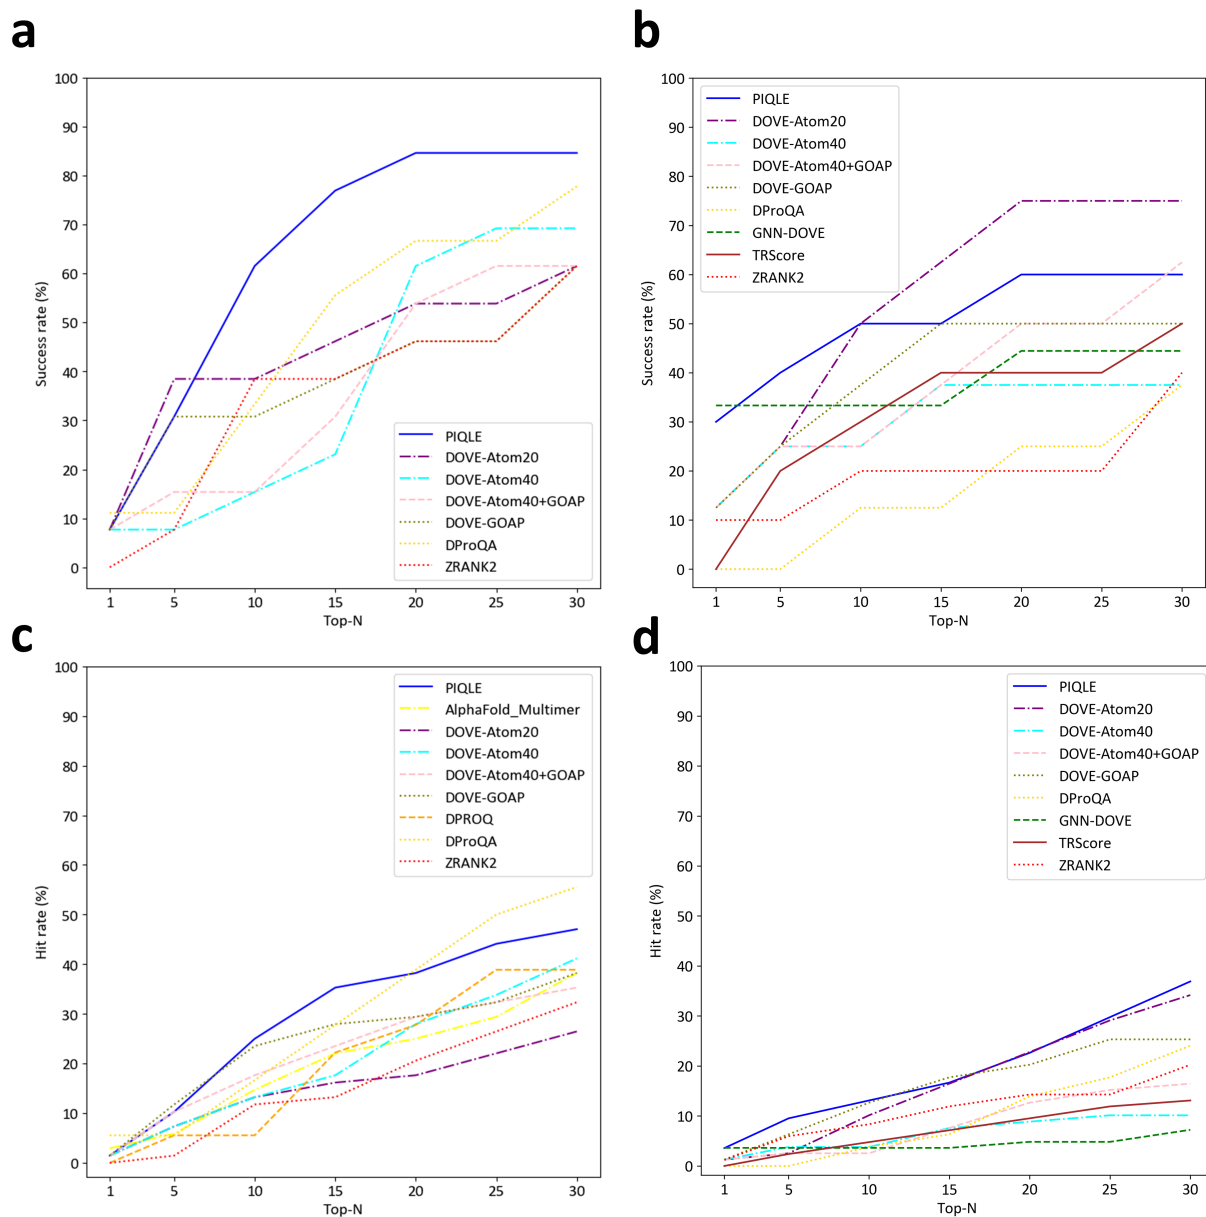 a
100
90
80
70
60
50
40
30
20
10
0
Success rate (%)
1 5 10 15 20 25 30
Top-N
PIQLE
DOVE-Atom20
DOVE-Atom40
DOVE-Atom40+GOAP
DOVE-GOAP
DProQA
ZRANK2
b
100
90
80
70
60
50
40
30
20
10
0
Success rate (%)
1 5 10 15 20 25 30
Top-N
PIQLE
DOVE-Atom20
DOVE-Atom40
DOVE-Atom40+GOAP
DOVE-GOAP
DProQA
GNN-DOVE
TRScore
ZRANK2
c
100
90
80
70
60
50
40
30
20
10
0
Hit rate (%)
1 5 10 15 20 25 30
Top-N
PIQLE
AlphaFold_Multimer
DOVE-Atom20
DOVE-Atom40
DOVE-Atom40+GOAP
DOVE-GOAP
DPROQ
DProQA
ZRANK2
d
100
90
80
70
60
50
40
30
20
10
0
Hit rate (%)
1 5 10 15 20 25 30
Top-N
PIQLE
DOVE-Atom20
DOVE-Atom40
DOVE-Atom40+GOAP
DOVE-GOAP
DProQA
GNN-DOVE
TRScore
ZRANK2